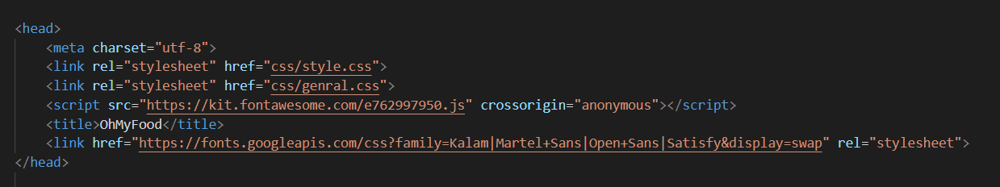 <head>
<meta charset="utf-8">
<link rel="stylesheet" href="css/style.css">
<link rel="stylesheet" href="css/genral.css">
<script src="https://kit.fontawesome.com/e762997950.js" crossorigin="anonymous"></script>
<title>OhMyFood</title>
<link href="https://fonts.googleapis.com/css?family=Kalam|Martel+Sans|Open+Sans|Satisfy&display=swap" rel="stylesheet">
</head>